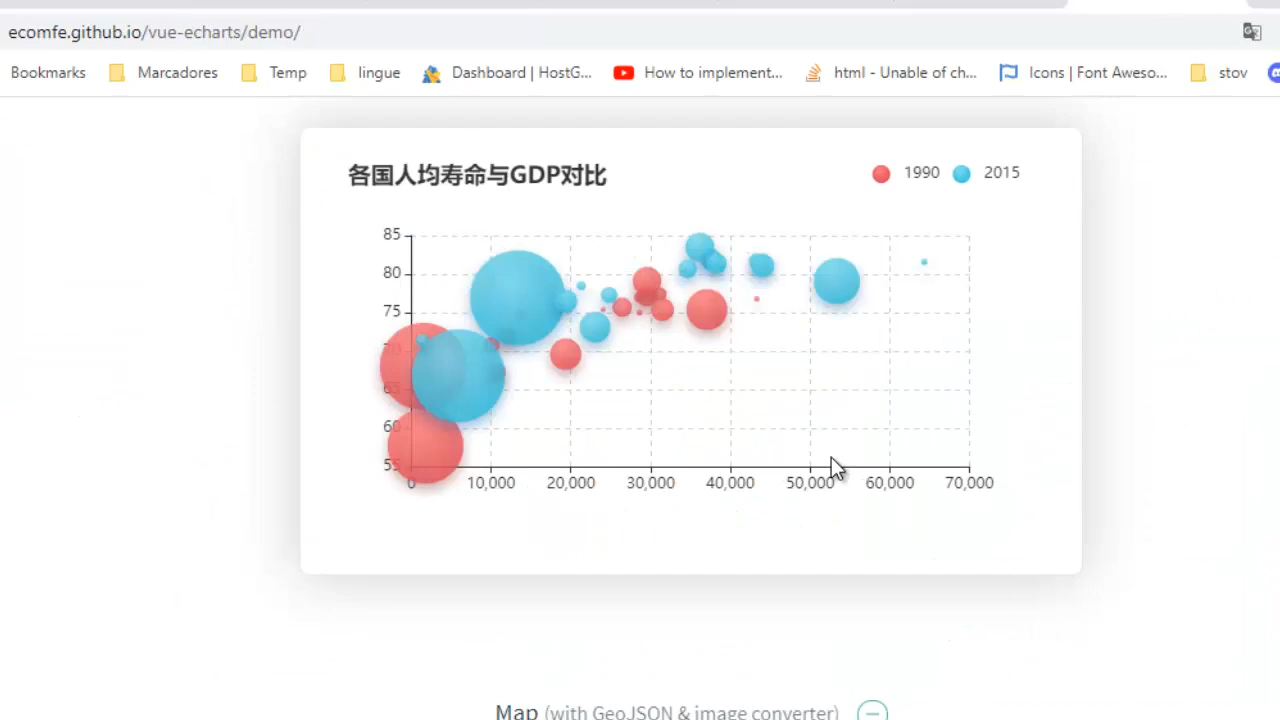 ecomfe.github.io/vue-echarts/demo/
Bookmarks Marcadores Temp lingue Dashboard | HostG... How to implement... html - Unable of ch... Icons | Font Aweso... stov
各国人均寿命与GDP对比
1990 2015
85
80
75
70
65
60
55
0 10,000 20,000 30,000 40,000 50,000 60,000 70,000
Map (with GeoJSON & image converter)